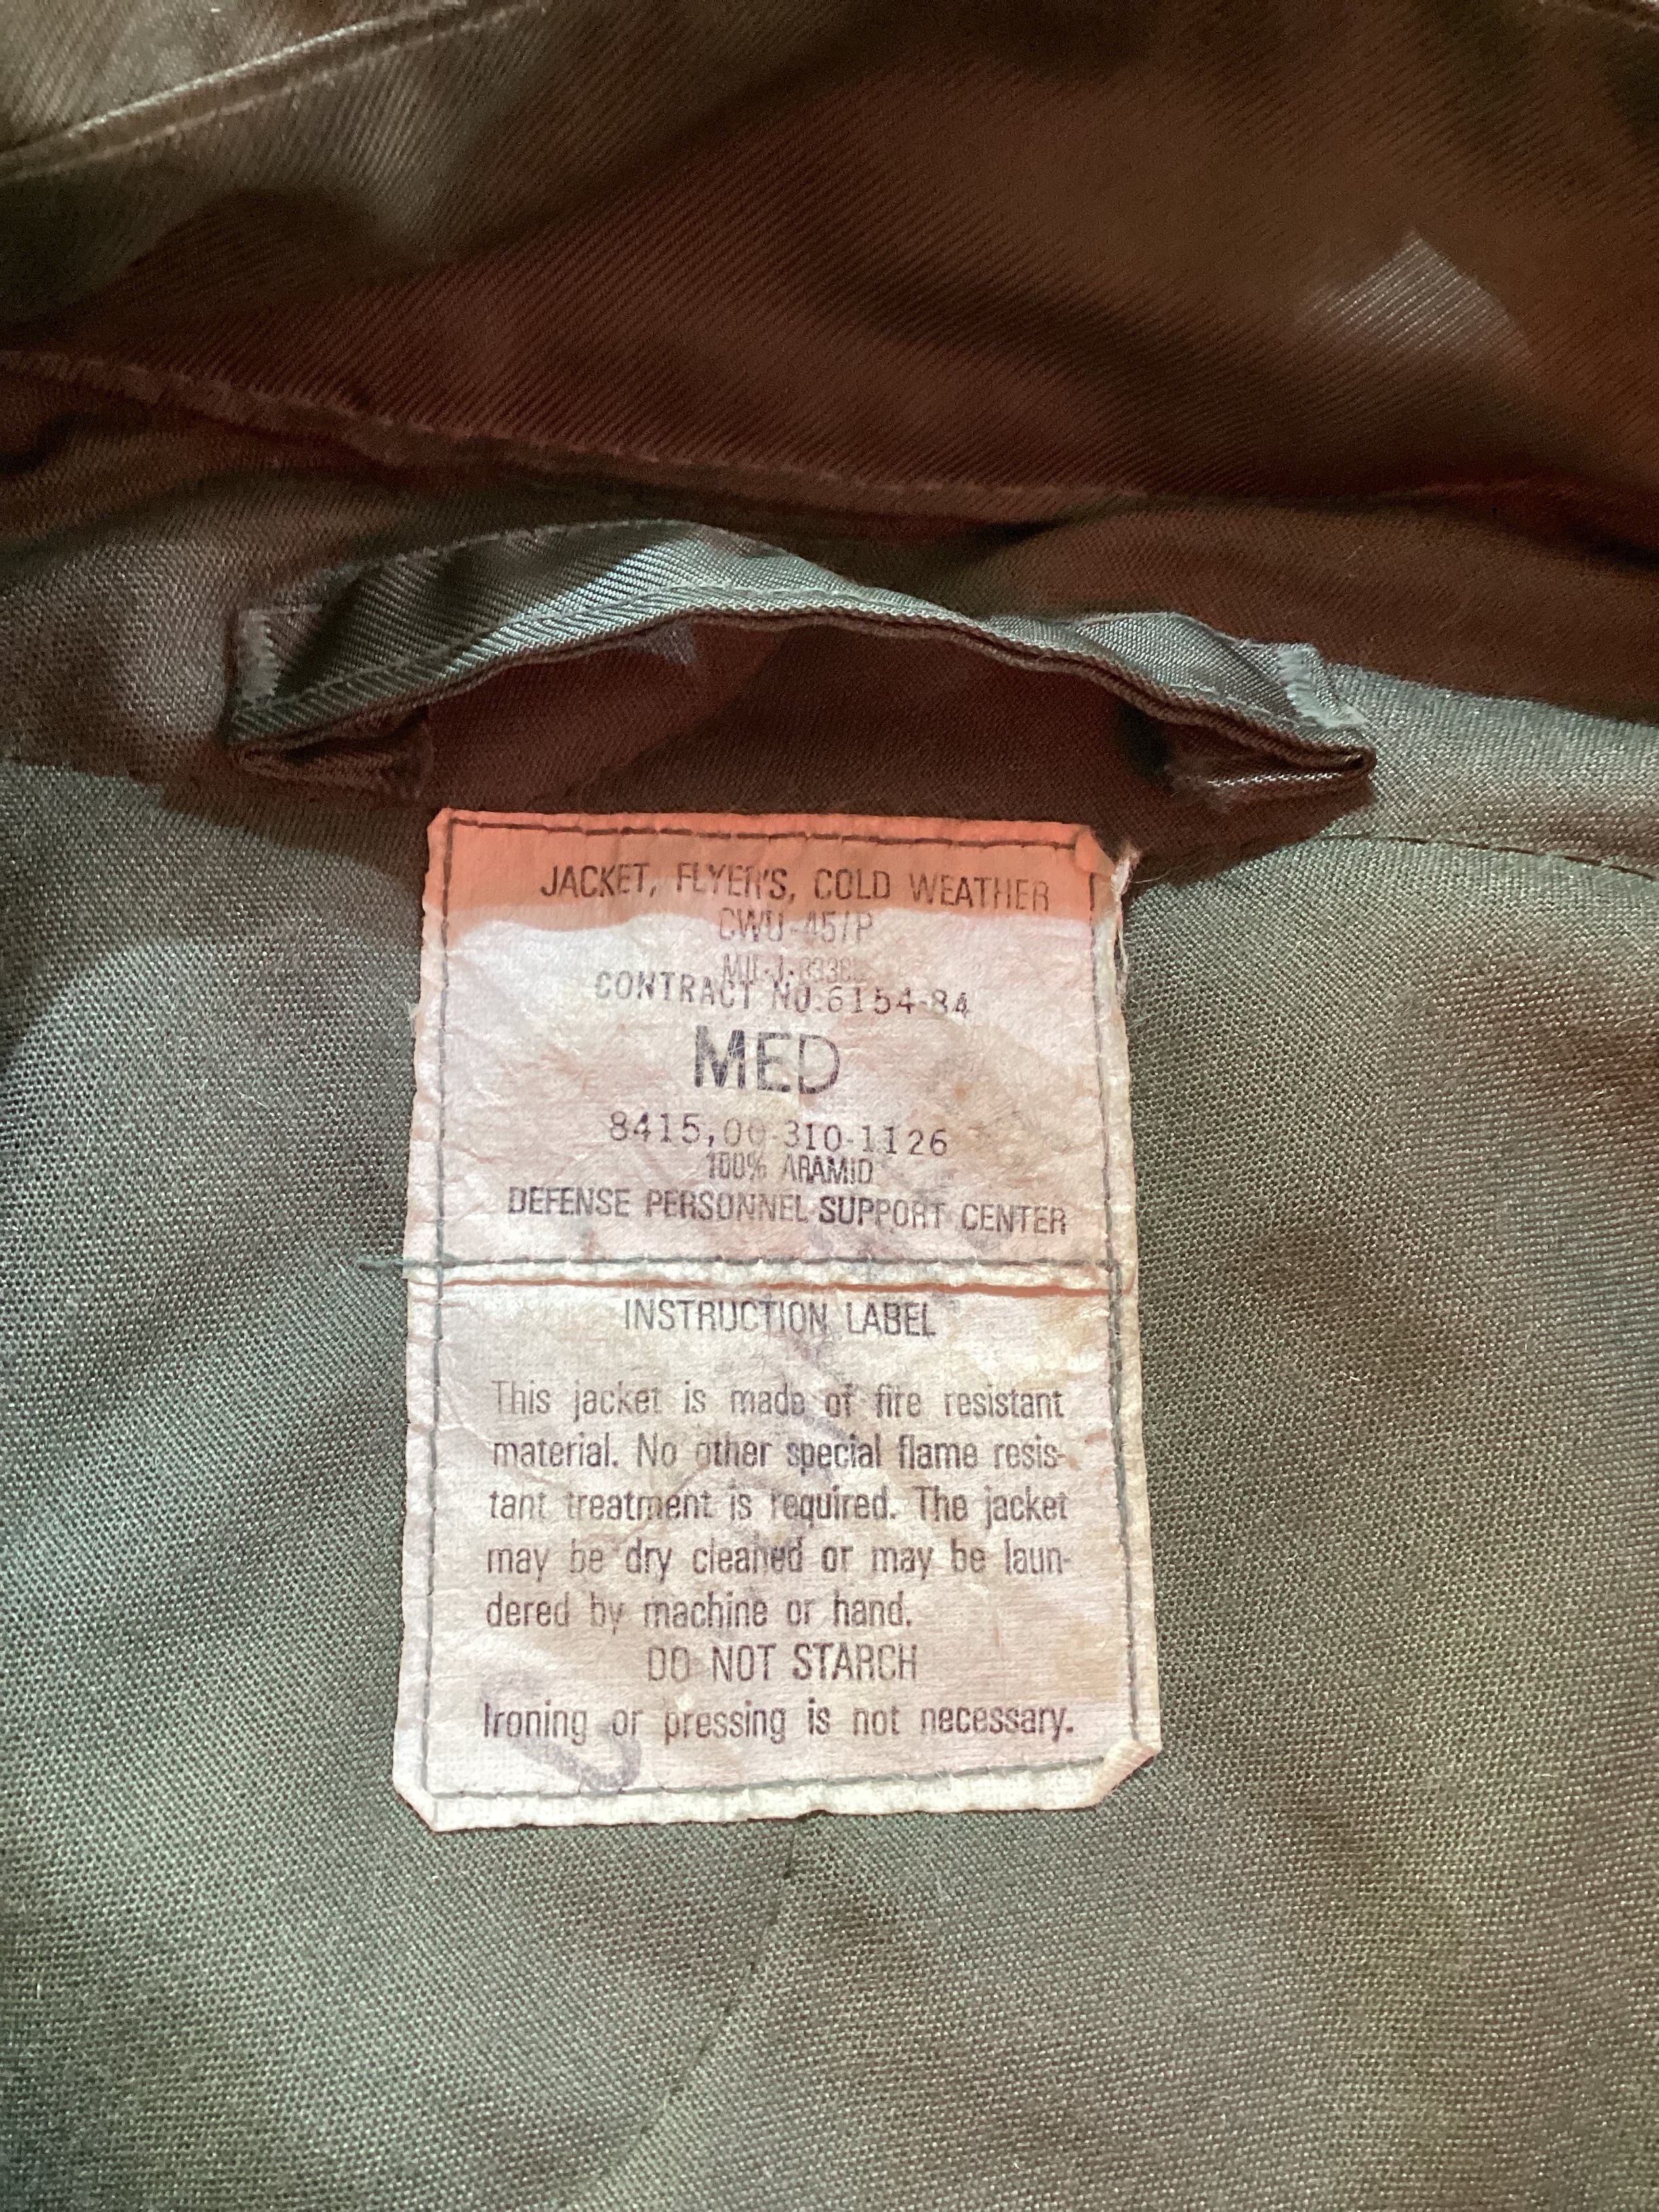 JACKET, FLYER'S, COLD WEATHER
CWU-45/P
CONTRACT NO.6154-84
MED
8415,00-310-1126
100% ARAMID
DEFENSE PERSONNEL SUPPORT CENTER
INSTRUCTION LABEL
This jacket is made of fire resistant
material. No other special flame resis-
tant treatment is required. The jacket
may be dry cleaned or may be laun-
dered by machine or hand.
DO NOT STARCH
Ironing or pressing is not necessary.